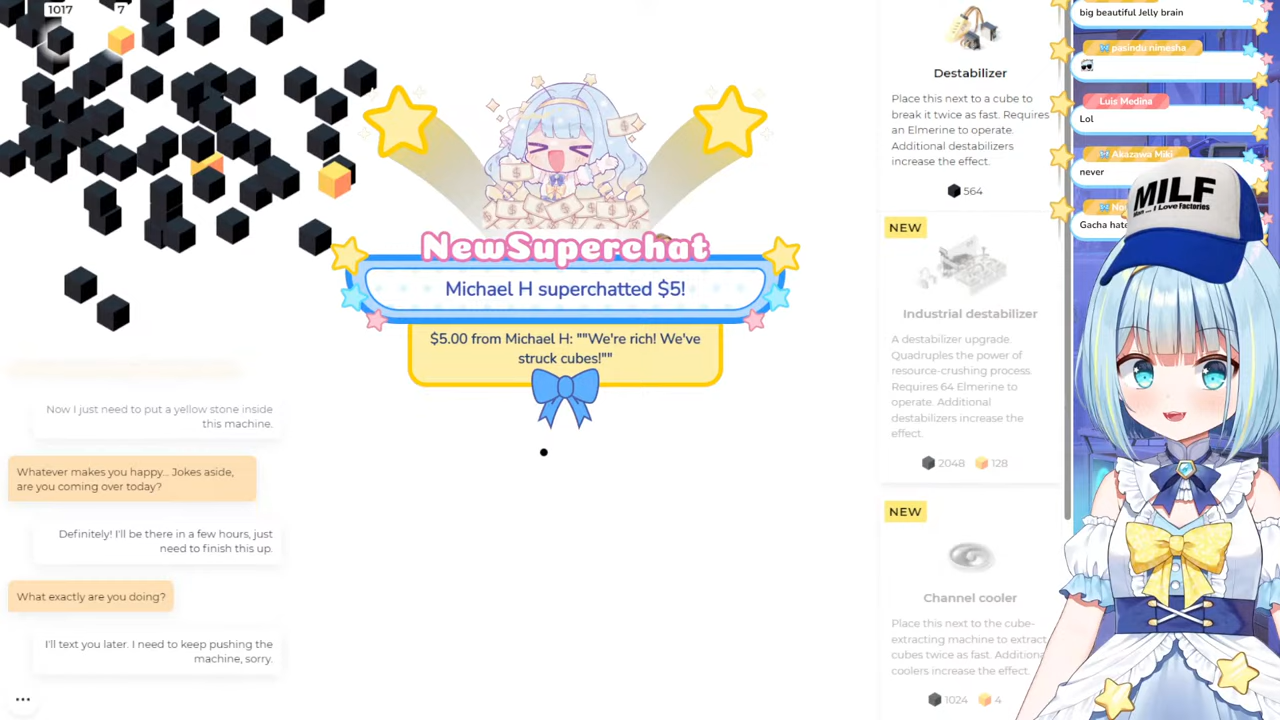 1017
7
NewSuperchat
Michael H superchatted $5!
$5.00 from Michael H: ""We're rich! We've
struck cubes!""
Now I just need to put a yellow stone inside
this machine.
Whatever makes you happy... Jokes aside,
are you coming over today?
Definitely! I'll be there in a few hours, just
need to finish this up.
What exactly are you doing?
I'll text you later. I need to keep pushing the
machine, sorry.
...
Destabilizer
Place this next to a cube to
break it twice as fast. Requires
an Elmerine to operate.
Additional destabilizers
increase the effect.
564
NEW
Industrial destabilizer
A destabilizer upgrade.
Quadruples the power of
resource-crushing process.
Requires 64 Elmerine to
operate. Additional
destabilizers increase the
effect.
2048 128
NEW
Channel cooler
Place this next to the cube-
extracting machine to extract
cubes twice as fast. Additiona
coolers increase the effect.
1024 4
big beautiful Jelly brain
pasindu nimesha
Luis Medina
Lol
Akazawa Miki
never
Gacha hate
MILF
Man... I Love Factories